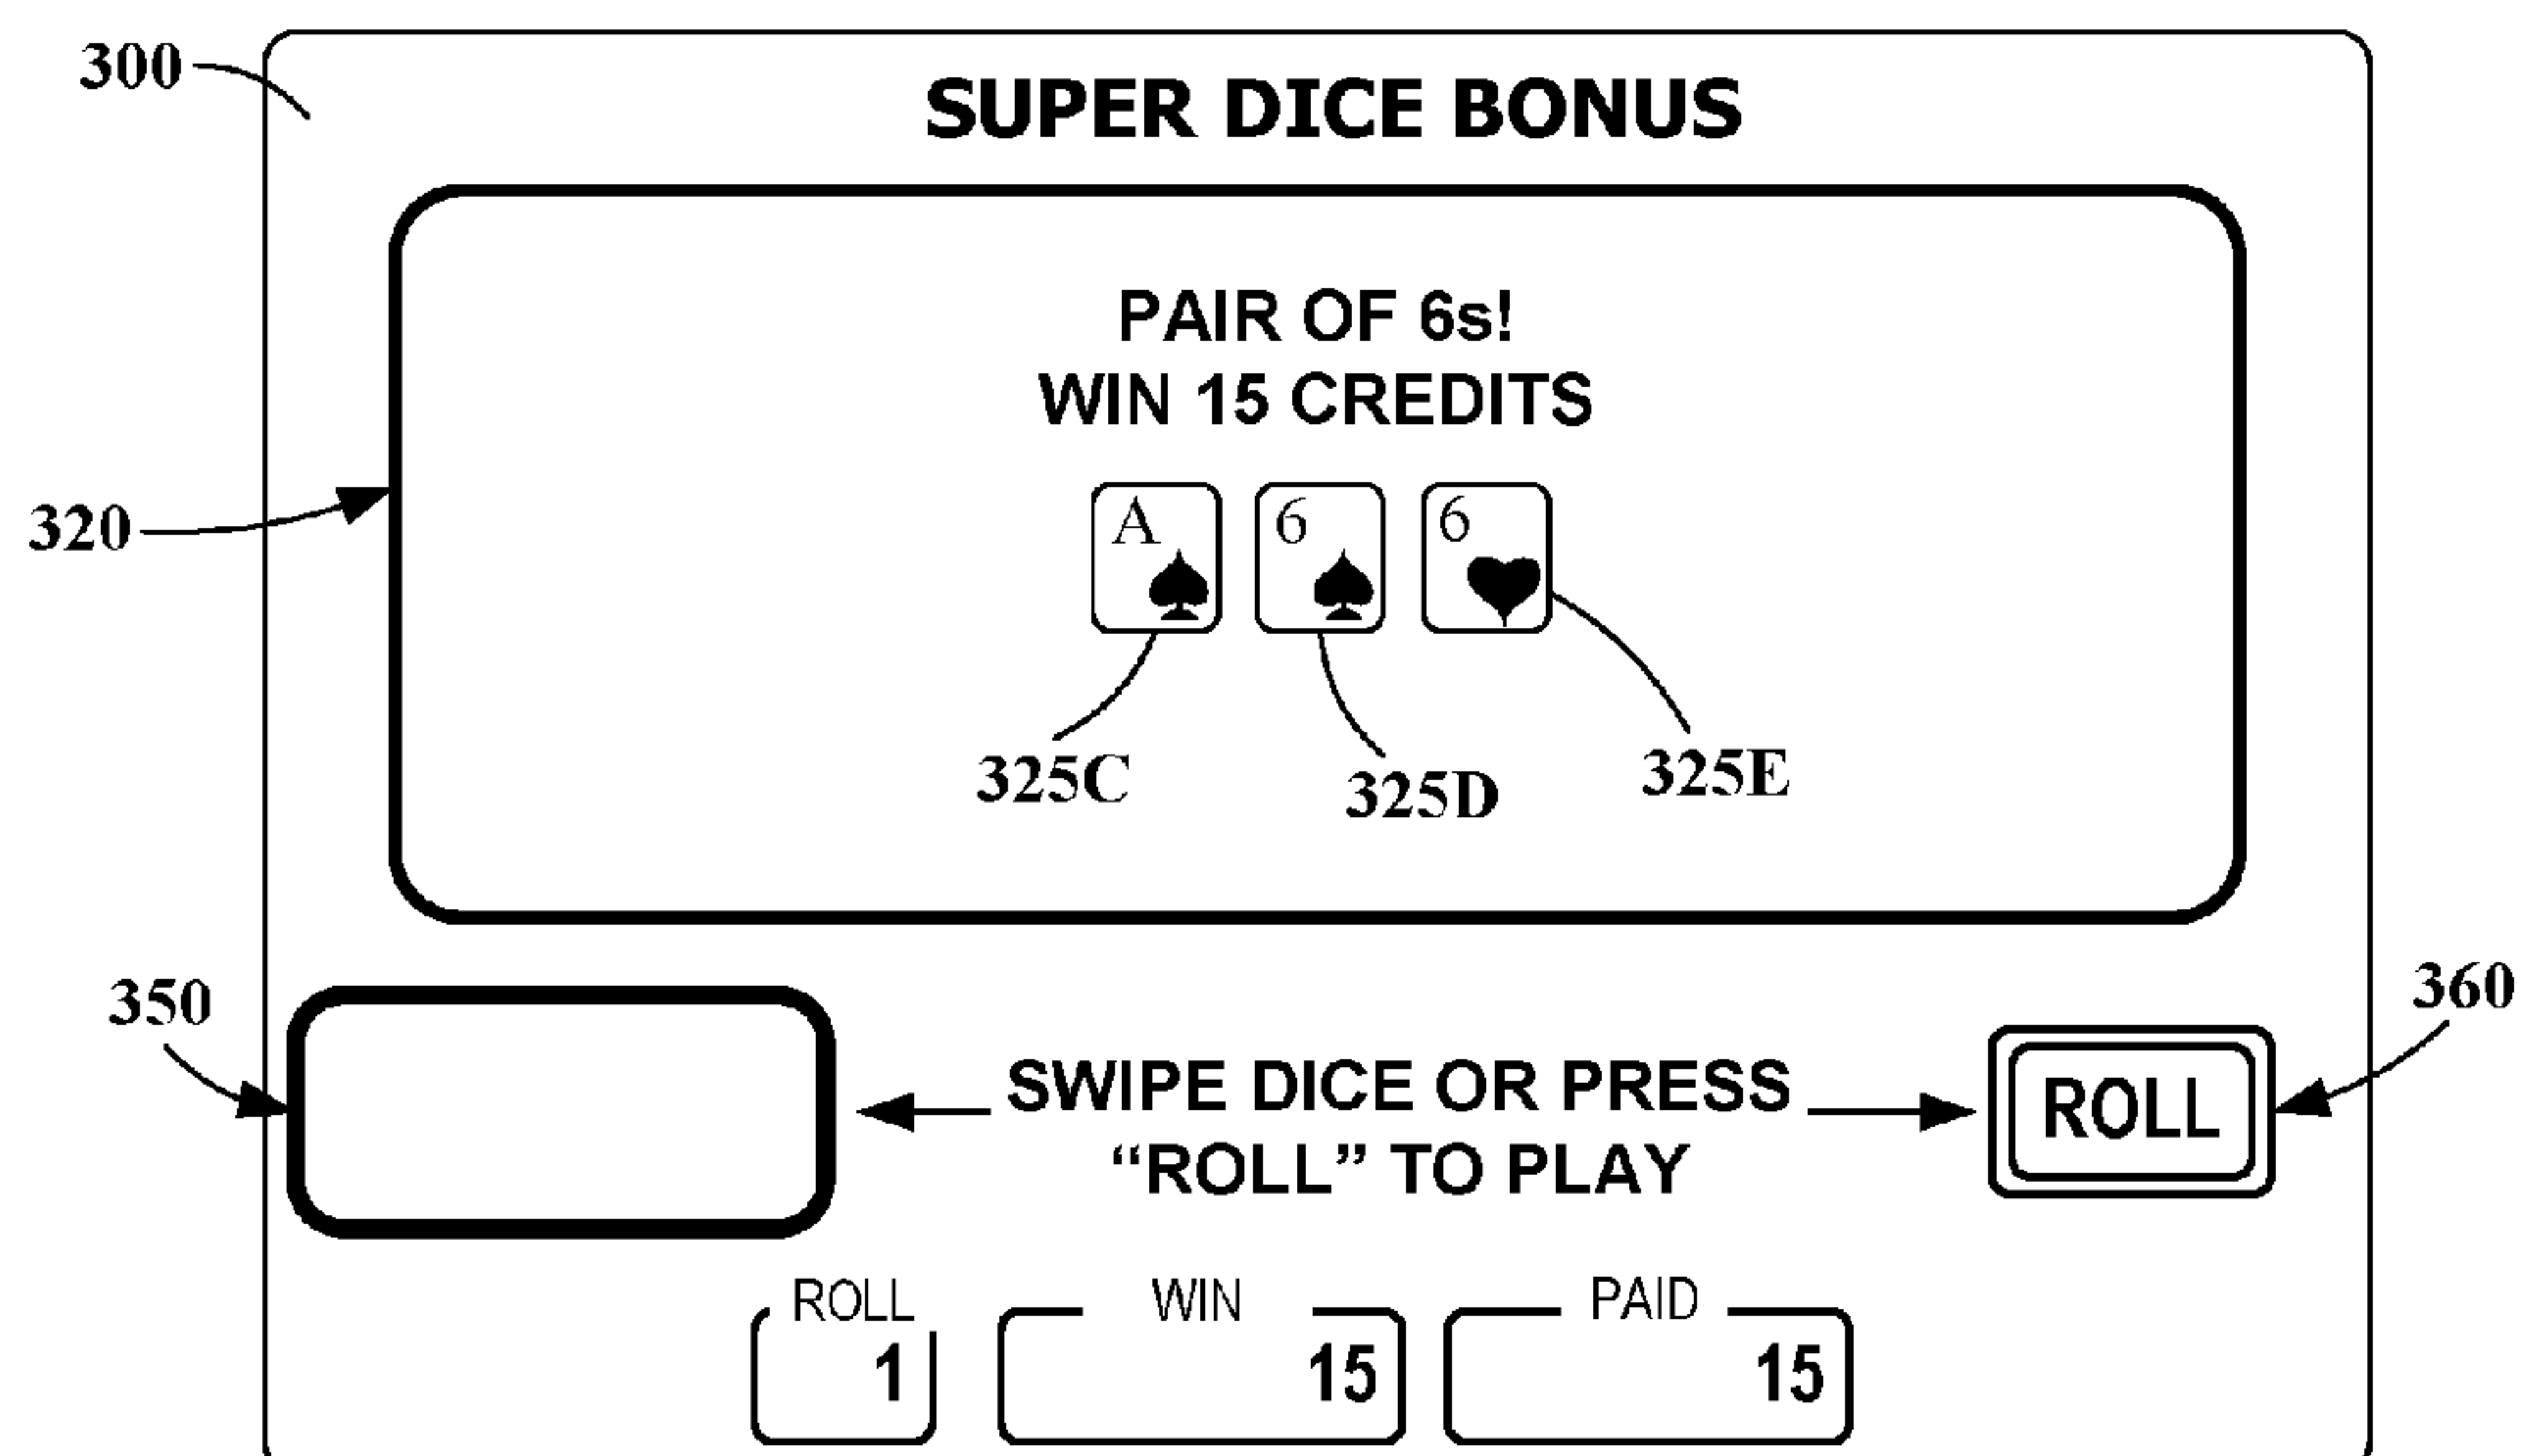 300
SUPER DICE BONUS
PAIR OF 6s!
WIN 15 CREDITS
320
A 6 6
325C 325D 325E
350
360
SWIPE DICE OR PRESS
“ROLL” TO PLAY
ROLL
ROLL WIN PAID
1 15 15